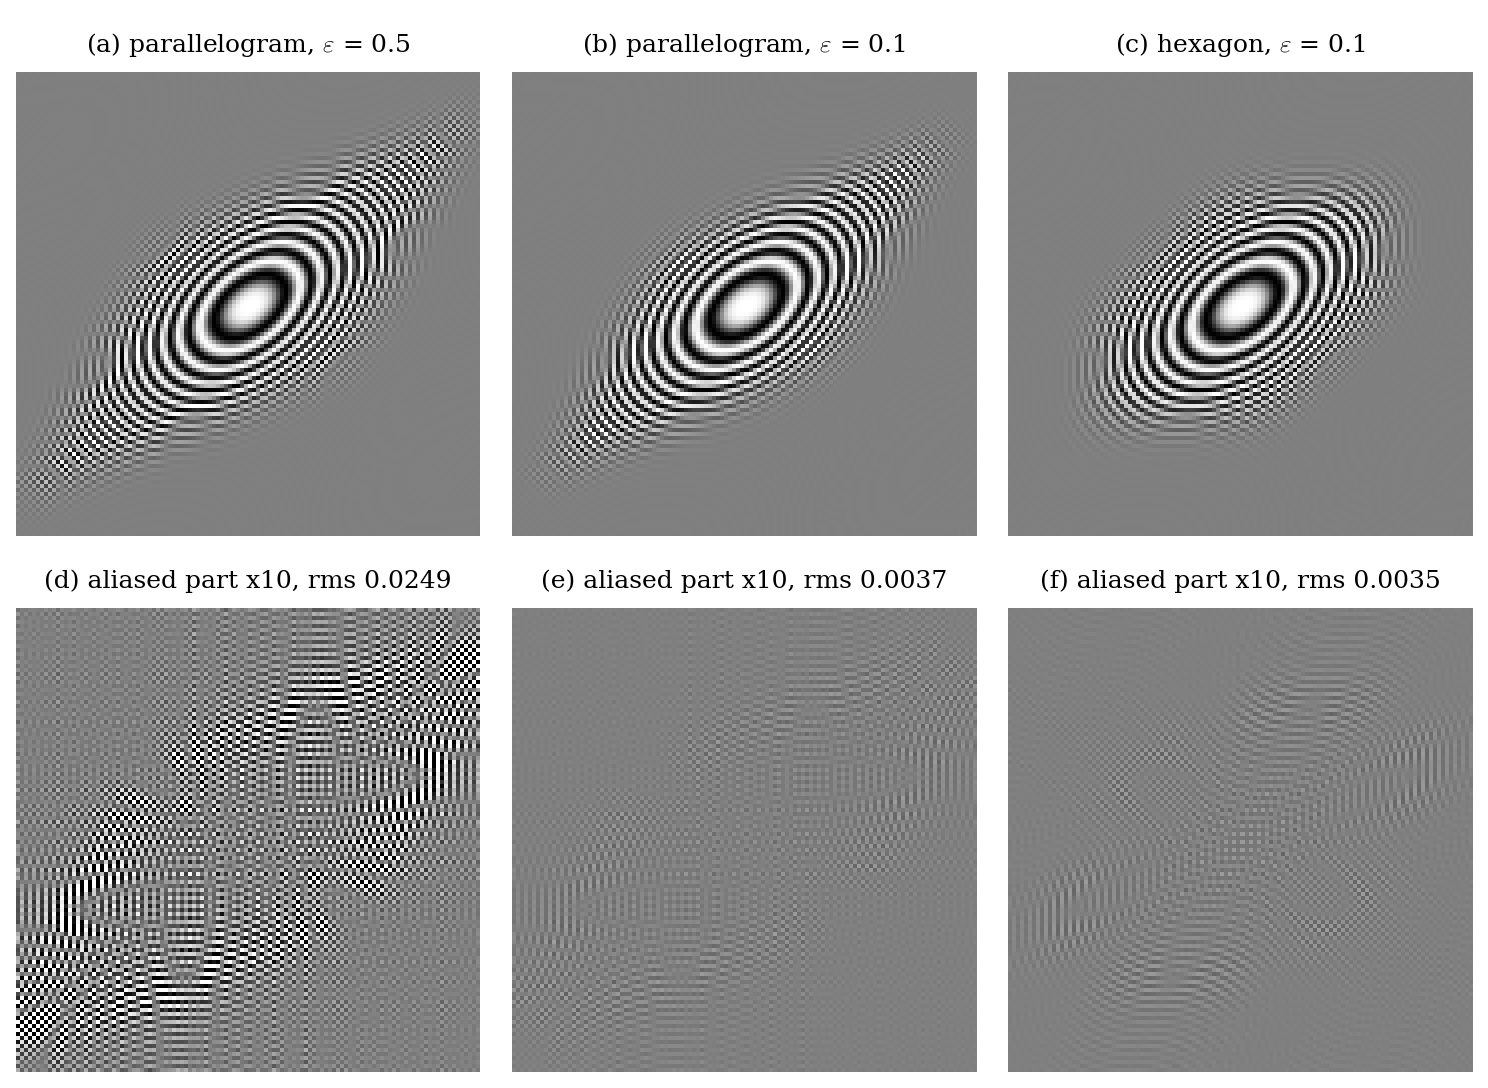 (a) parallelogram, ε = 0.5
(b) parallelogram, ε = 0.1
(c) hexagon, ε = 0.1
(d) aliased part x10, rms 0.0249
(e) aliased part x10, rms 0.0037
(f) aliased part x10, rms 0.0035